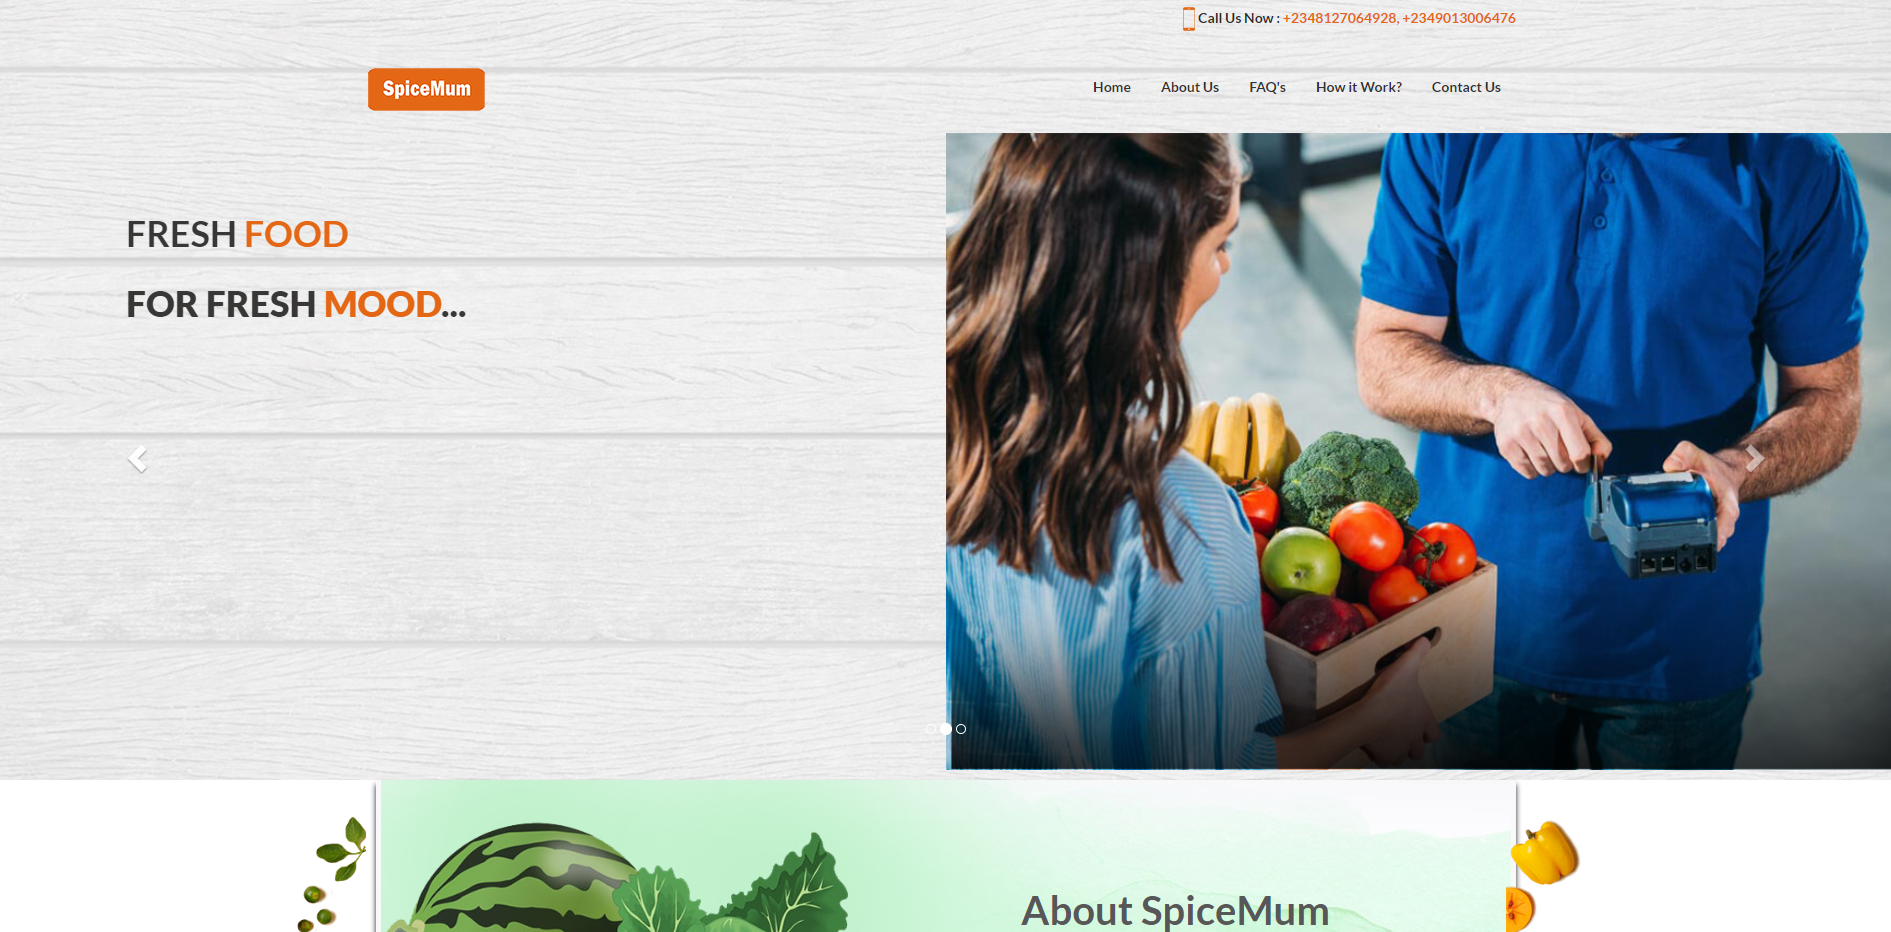 Call Us Now : +2348127064928, +2349013006476
SpiceMum
Home About Us FAQ's How it Work? Contact Us
FRESH FOOD
FOR FRESH MOOD...
About SpiceMum